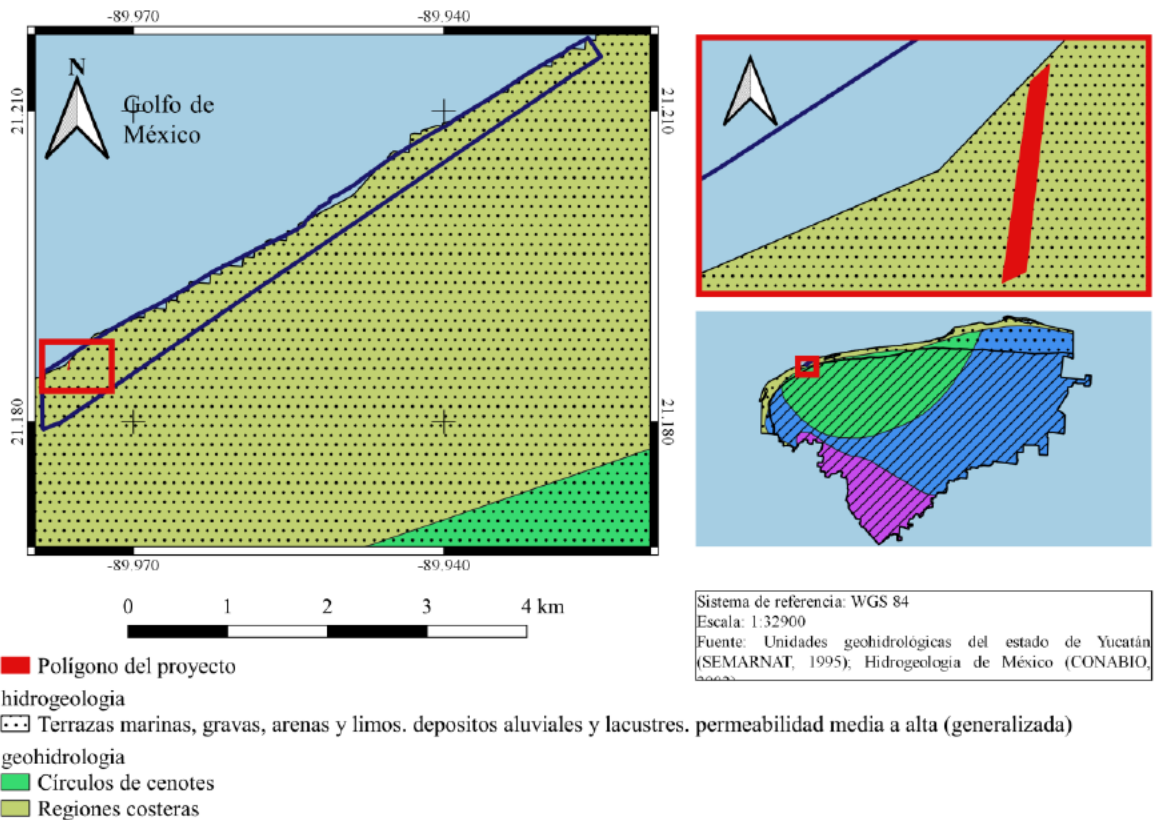 -89.970 -89.940
N
Golfo de
México
21.210 21.210
21.180 21.180
-89.970 -89.940
0 1 2 3 4 km
Sistema de referencia: WGS 84
Escala: 1:32900
Fuente: Unidades geohidrológicas del estado de Yucatán
(SEMARNAT, 1995); Hidrogeologia de México (CONABIO,
Polígono del proyecto
hidrogeologia
Terrazas marinas, gravas, arenas y limos. depositos aluviales y lacustres. permeabilidad media a alta (generalizada)
geohidrologia
Círculos de cenotes
Regiones costeras